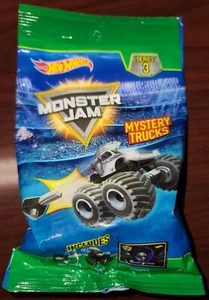 Hot Wheels
SERIES
3
MONSTER
JAM
MYSTERY
TRUCKS
INCLUDES